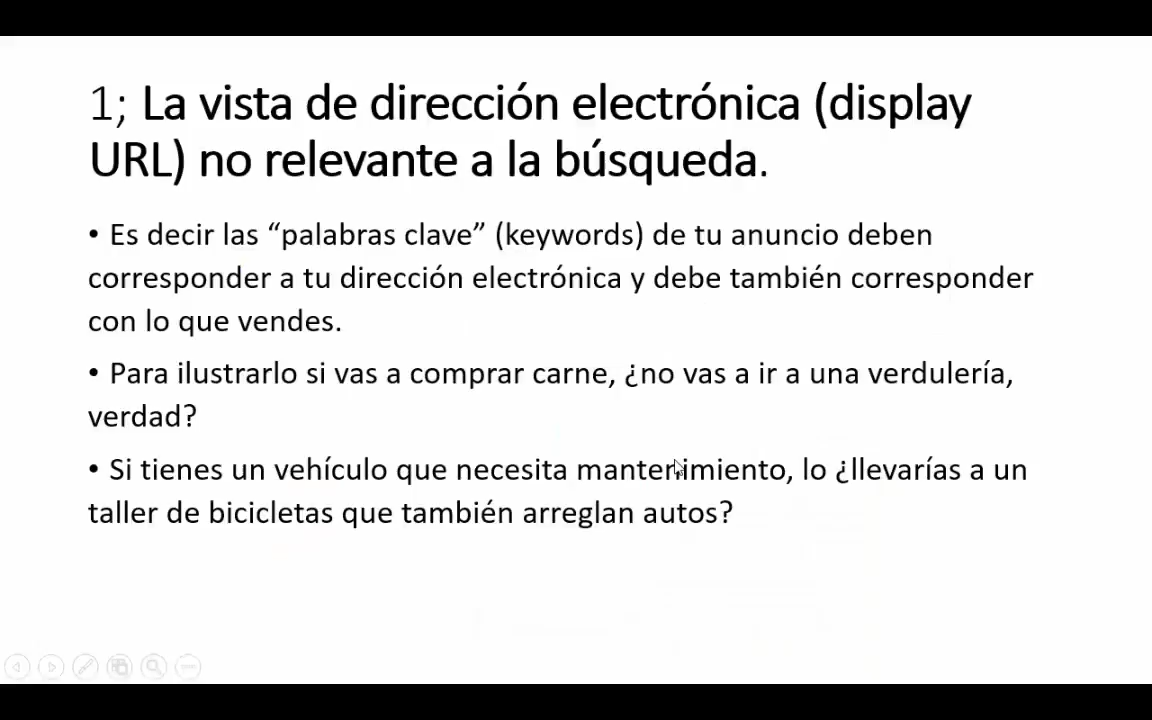 1; La vista de dirección electrónica (display
URL) no relevante a la búsqueda.
• Es decir las “palabras clave” (keywords) de tu anuncio deben
corresponder a tu dirección electrónica y debe también corresponder
con lo que vendes.
• Para ilustrarlo si vas a comprar carne, ¿no vas a ir a una verdulería,
verdad?
• Si tienes un vehículo que necesita mantenimiento, lo ¿llevarías a un
taller de bicicletas que también arreglan autos?